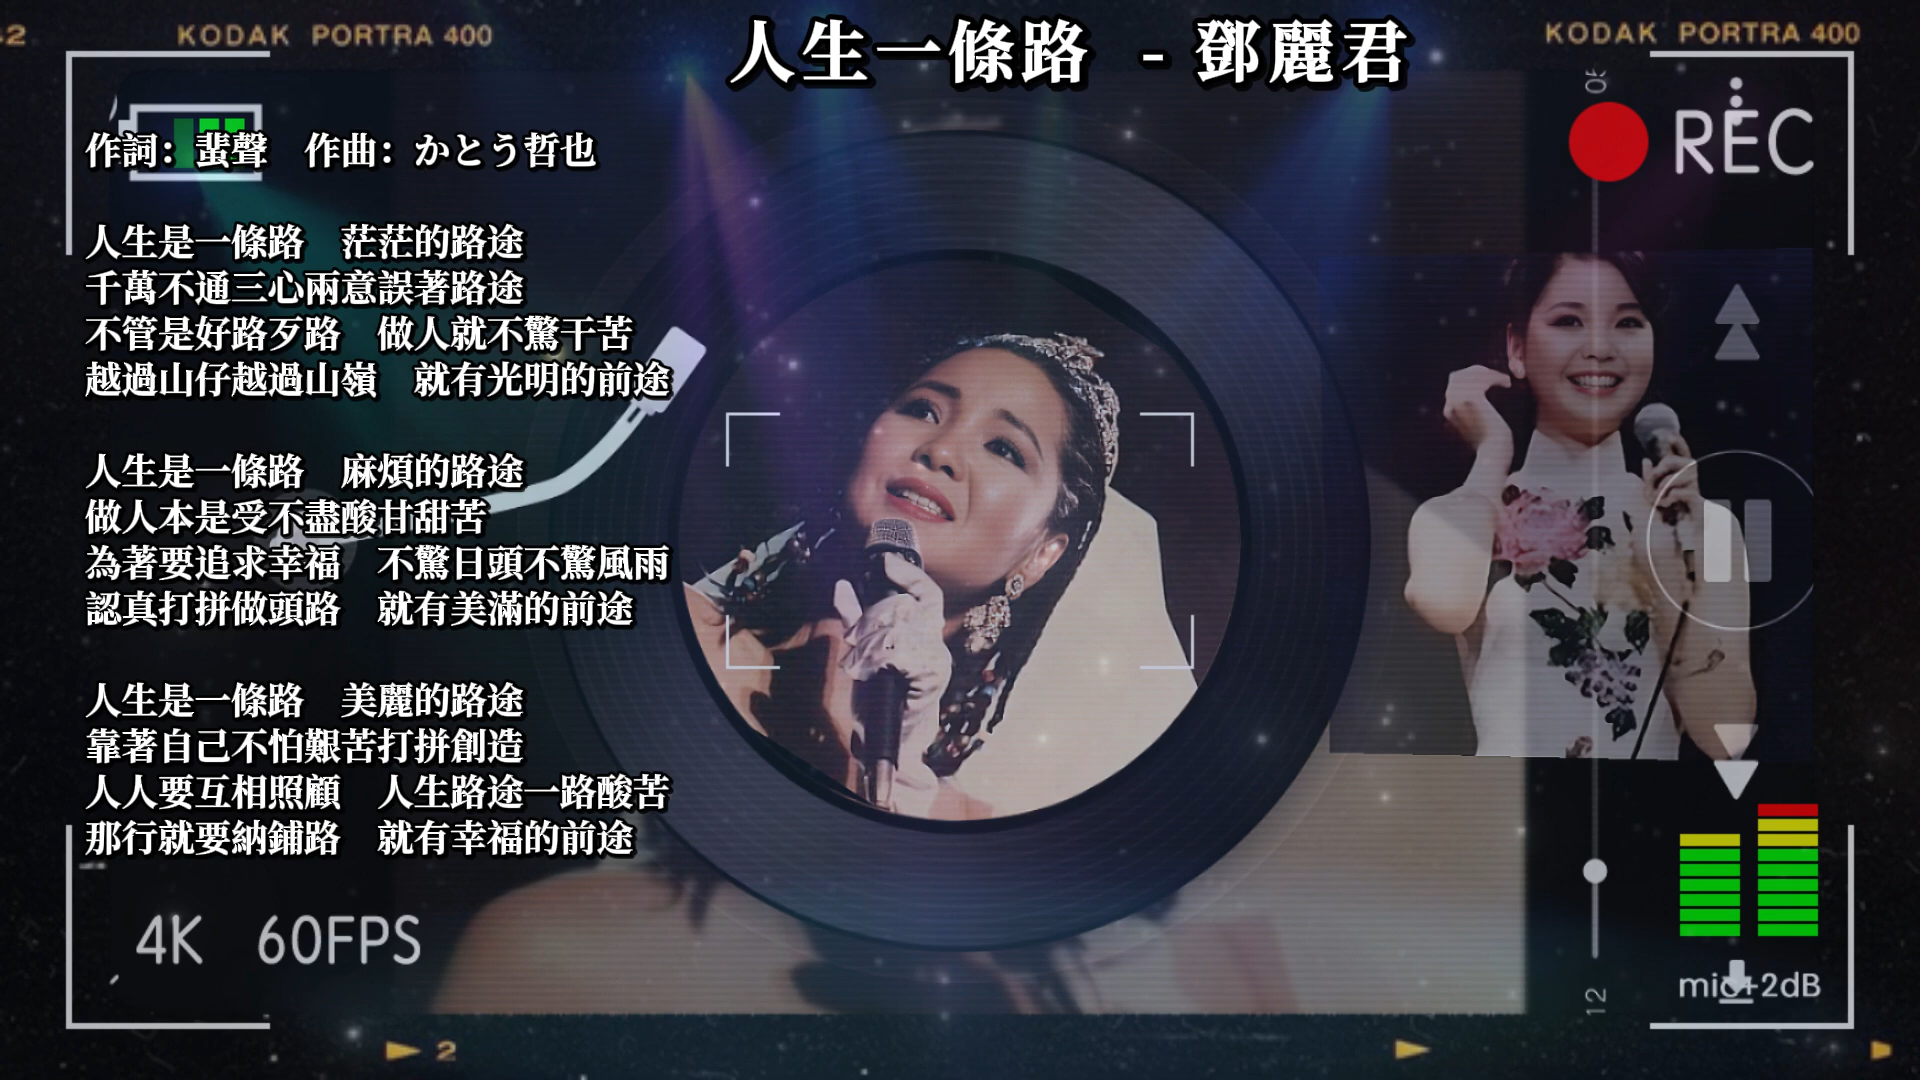 KODAK PORTRA 400
人生一條路 - 鄧麗君
KODAK PORTRA 400
REC
作詞：蜚聲　作曲：かとう哲也
人生是一條路　茫茫的路途
千萬不通三心兩意誤著路途
不管是好路歹路　做人就不驚干苦
越過山仔越過山嶺　就有光明的前途
人生是一條路　麻煩的路途
做人本是受不盡酸甘甜苦
為著要追求幸福　不驚日頭不驚風雨
認真打拼做頭路　就有美滿的前途
人生是一條路　美麗的路途
靠著自己不怕艱苦打拼創造
人人要互相照顧　人生路途一路酸苦
那行就要納鋪路　就有幸福的前途
4K 60FPS
12
mic+2dB
2